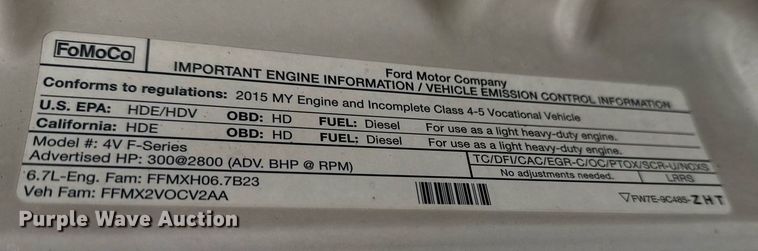 FoMoCo
Ford Motor Company
IMPORTANT ENGINE INFORMATION / VEHICLE EMISSION CONTROL INFORMATION
Conforms to regulations: 2015 MY Engine and Incomplete Class 4-5 Vocational Vehicle
U.S. EPA: HDE/HDV OBD: HD FUEL: Diesel For use as a light heavy-duty engine.
California: HDE OBD: HD FUEL: Diesel For use as a light heavy-duty engine.
Model #: 4V F-Series
Advertised HP: 300@2800 (ADV. BHP @ RPM)
TC/DFI/CAC/EGR-C/OC/PTOX/SCR-U/NOXS
No adjustments needed. LRRS
6.7L-Eng. Fam: FFMXH06.7B23
Veh Fam: FFMX2VOCV2AA
FW7E-9C485-ZHT
Purple Wave Auction